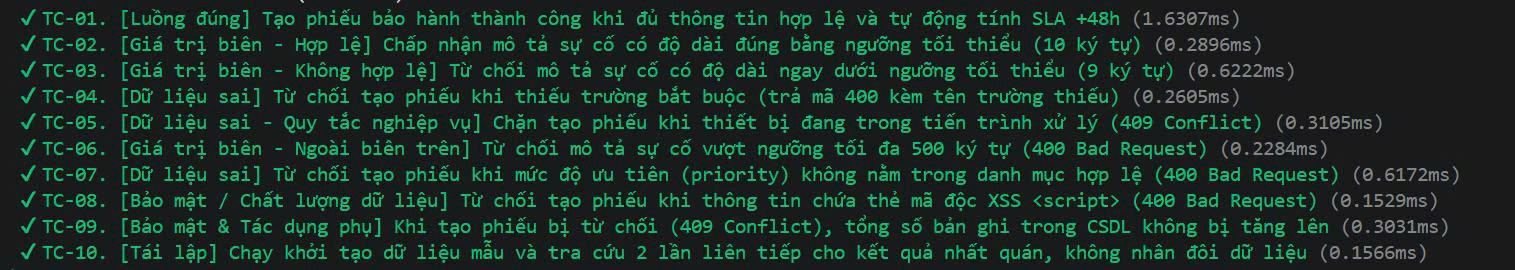 ✓ TC-01. [Luồng đúng] Tạo phiếu bảo hành thành công khi đủ thông tin hợp lệ và tự động tính SLA +48h (1.6307ms)
✓ TC-02. [Giá trị biên - Hợp lệ] Chấp nhận mô tả sự cố có độ dài đúng bằng ngưỡng tối thiểu (10 ký tự) (0.2896ms)
✓ TC-03. [Giá trị biên - Không hợp lệ] Từ chối mô tả sự cố có độ dài ngay dưới ngưỡng tối thiểu (9 ký tự) (0.6222ms)
✓ TC-04. [Dữ liệu sai] Từ chối tạo phiếu khi thiếu trường bắt buộc (trả mã 400 kèm tên trường thiếu) (0.2605ms)
✓ TC-05. [Dữ liệu sai - Quy tắc nghiệp vụ] Chặn tạo phiếu khi thiết bị đang trong tiến trình xử lý (409 Conflict) (0.3105ms)
✓ TC-06. [Giá trị biên - Ngoài biên trên] Từ chối mô tả sự cố vượt ngưỡng tối đa 500 ký tự (400 Bad Request) (0.2284ms)
✓ TC-07. [Dữ liệu sai] Từ chối tạo phiếu khi mức độ ưu tiên (priority) không nằm trong danh mục hợp lệ (400 Bad Request) (0.6172ms)
✓ TC-08. [Bảo mật / Chất lượng dữ liệu] Từ chối tạo phiếu khi thông tin chứa thẻ mã độc XSS <script> (400 Bad Request) (0.1529ms)
✓ TC-09. [Bảo mật & Tác dụng phụ] Khi tạo phiếu bị từ chối (409 Conflict), tổng số bản ghi trong CSDL không bị tăng lên (0.3031ms)
✓ TC-10. [Tái lập] Chạy khởi tạo dữ liệu mẫu và tra cứu 2 lần liên tiếp cho kết quả nhất quán, không nhân đôi dữ liệu (0.1566ms)